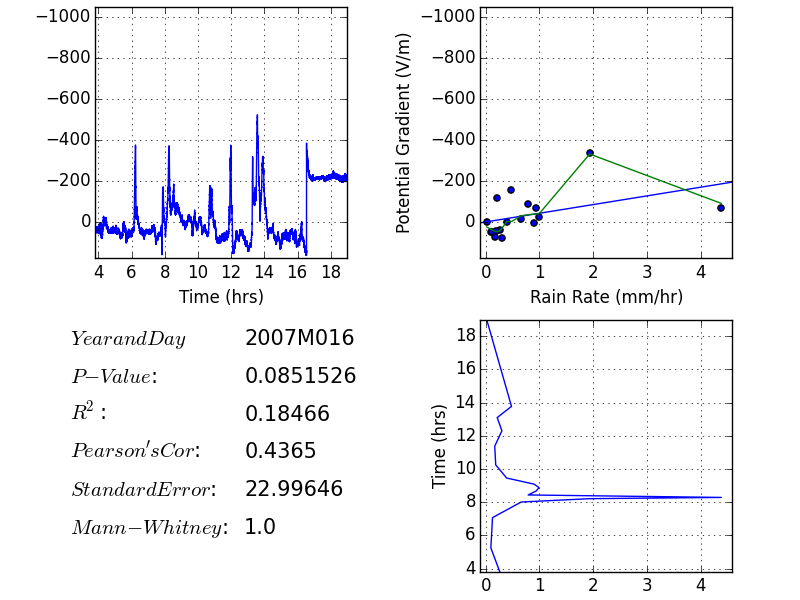 −1000
−800
−600
−400
−200
0
4 6 8 10 12 14 16 18
Time (hrs)
Potential Gradient (V/m)
−1000
−800
−600
−400
−200
0
0 1 2 3 4
Rain Rate (mm/hr)
YearandDay 2007M016
P−Value: 0.0851526
R²: 0.18466
Pearson'sCor: 0.4365
StandardError: 22.99646
Mann−Whitney: 1.0
Time (hrs)
18
16
14
12
10
8
6
4
0 1 2 3 4